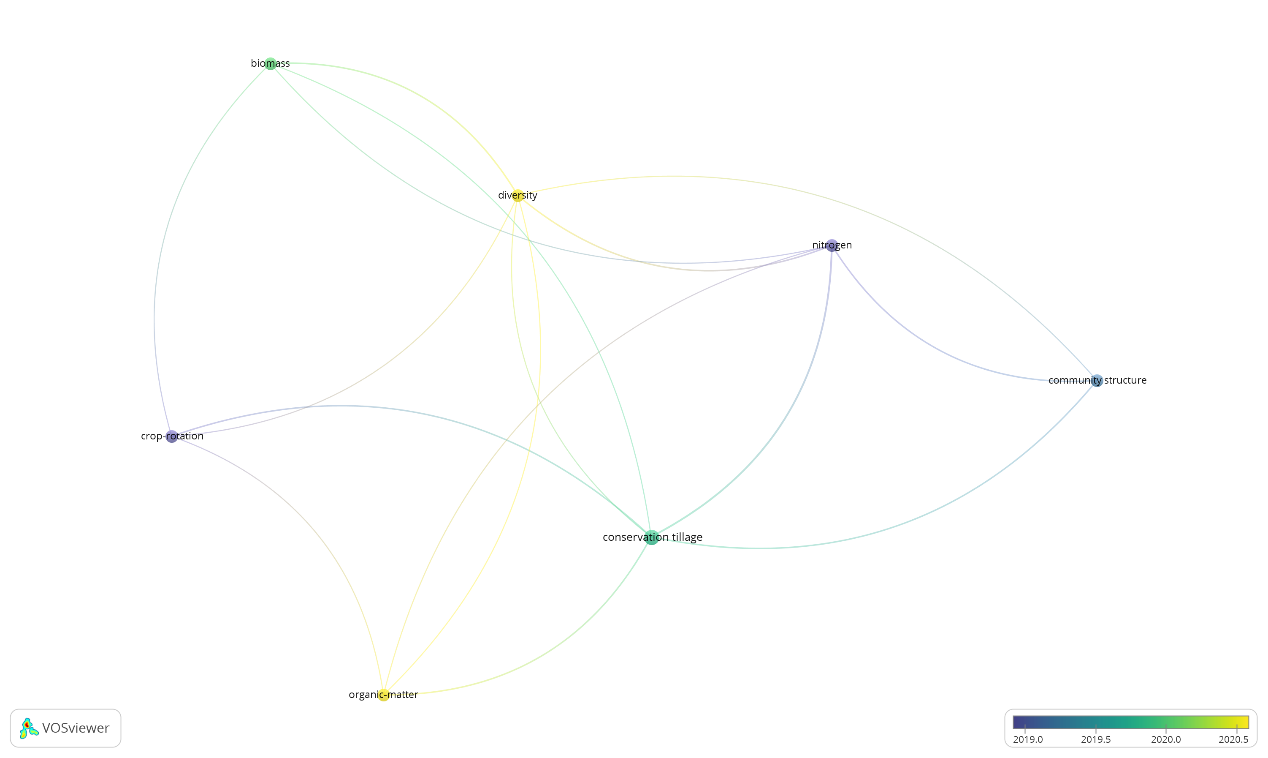 biomass
diversity
nitrogen
community structure
crop-rotation
conservation tillage
organic-matter
VOSviewer
2019.0 2019.5 2020.0 2020.5